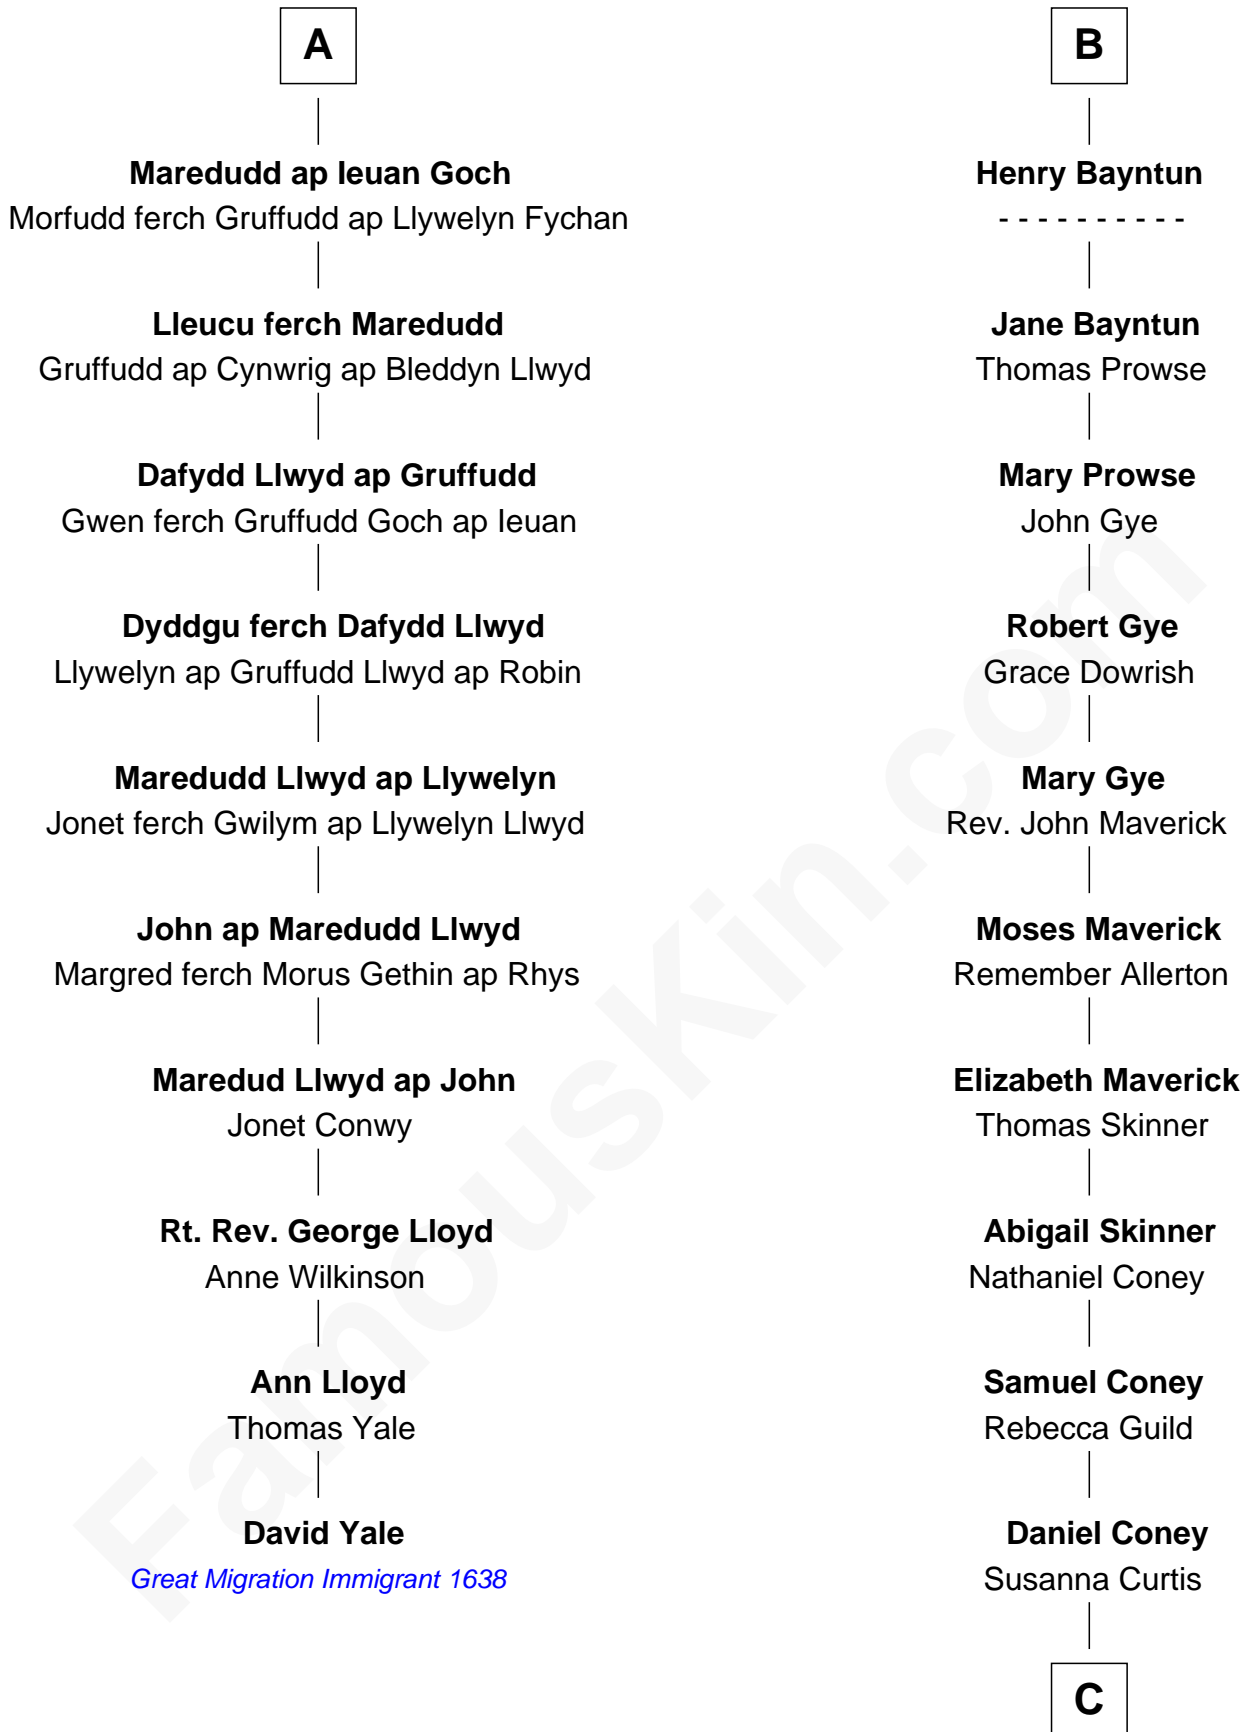 A
Maredudd ap Ieuan Goch
Morfudd ferch Gruffudd ap Llywelyn Fychan
Lleucu ferch Maredudd
Gruffudd ap Cynwrig ap Bleddyn Llwyd
Dafydd Llwyd ap Gruffudd
Gwen ferch Gruffudd Goch ap Ieuan
Dyddgu ferch Dafydd Llwyd
Llywelyn ap Gruffudd Llwyd ap Robin
Maredudd Llwyd ap Llywelyn
Jonet ferch Gwilym ap Llywelyn Llwyd
John ap Maredudd Llwyd
Margred ferch Morus Gethin ap Rhys
Maredud Llwyd ap John
Jonet Conwy
Rt. Rev. George Lloyd
Anne Wilkinson
Ann Lloyd
Thomas Yale
David Yale
Great Migration Immigrant 1638
B
Henry Bayntun
- - - - - - - - - -
Jane Bayntun
Thomas Prowse
Mary Prowse
John Gye
Robert Gye
Grace Dowrish
Mary Gye
Rev. John Maverick
Moses Maverick
Remember Allerton
Elizabeth Maverick
Thomas Skinner
Abigail Skinner
Nathaniel Coney
Samuel Coney
Rebecca Guild
Daniel Coney
Susanna Curtis
C
FamousKin.com